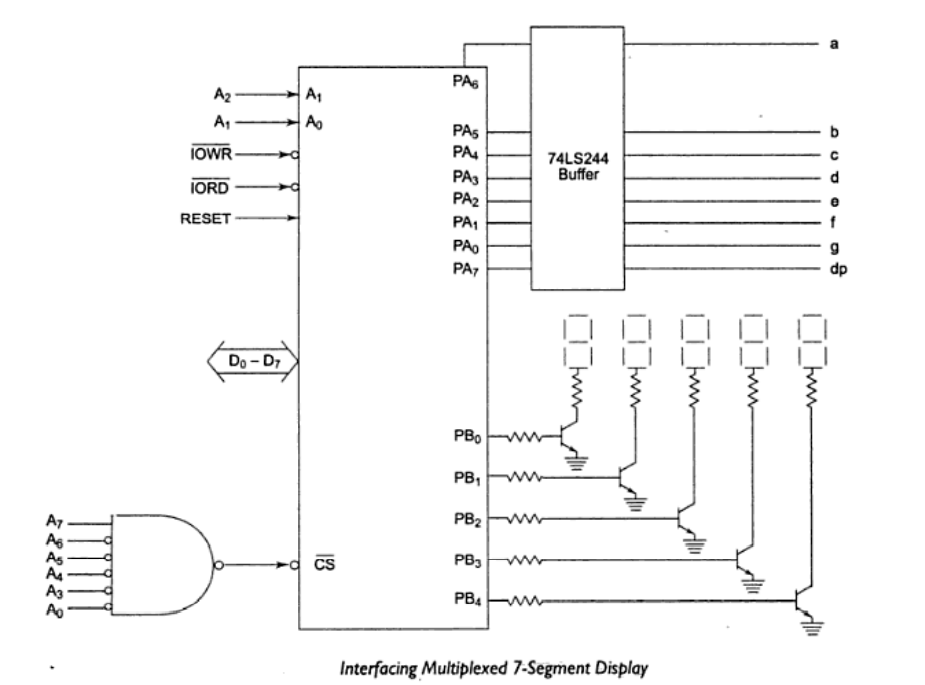 a
PA₆
A₂ A₁
A₁ A₀
PA₅ b
IOWR
PA₄ c
74LS244
Buffer
PA₃ d
IORD
PA₂ e
RESET
PA₁ f
PA₀ g
PA₇ dp
D₀ – D₇
PB₀
PB₁
PB₂
A₇
A₆
A₅
PB₃
CS
A₄
A₃
PB₄
A₀
Interfacing Multiplexed 7-Segment Display